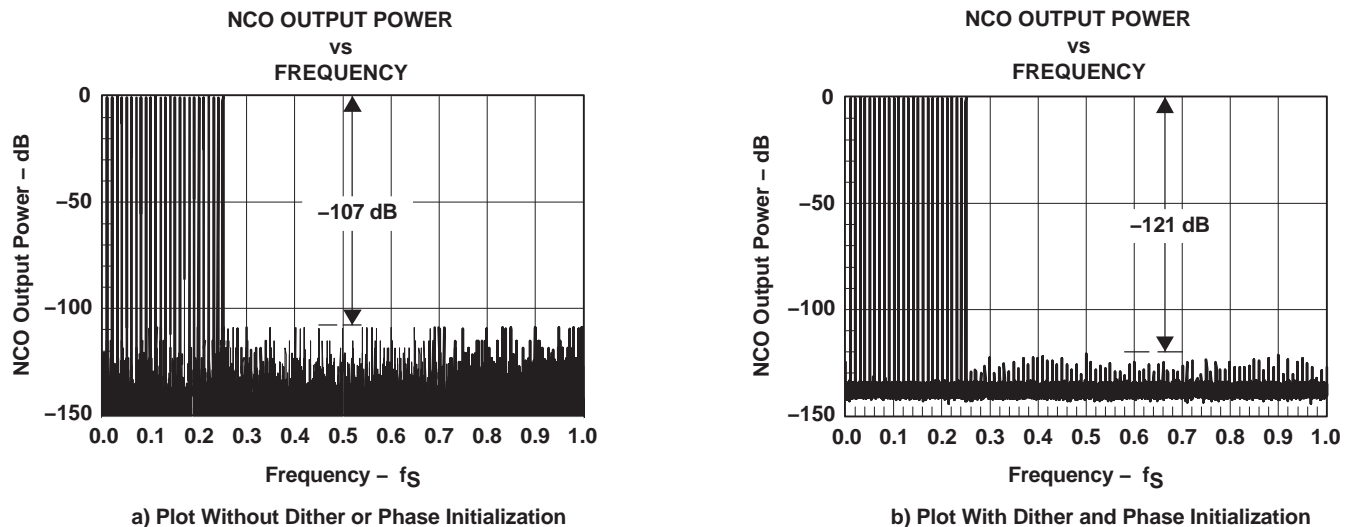 NCO OUTPUT POWER
vs
FREQUENCY
NCO Output Power – dB
0
–50
–100
–150
–107 dB
0.0 0.1 0.2 0.3 0.4 0.5 0.6 0.7 0.8 0.9 1.0
Frequency – fS
a) Plot Without Dither or Phase Initialization
NCO OUTPUT POWER
vs
FREQUENCY
NCO Output Power – dB
0
–50
–100
–150
–121 dB
0.0 0.1 0.2 0.3 0.4 0.5 0.6 0.7 0.8 0.9 1.0
Frequency – fS
b) Plot With Dither and Phase Initialization